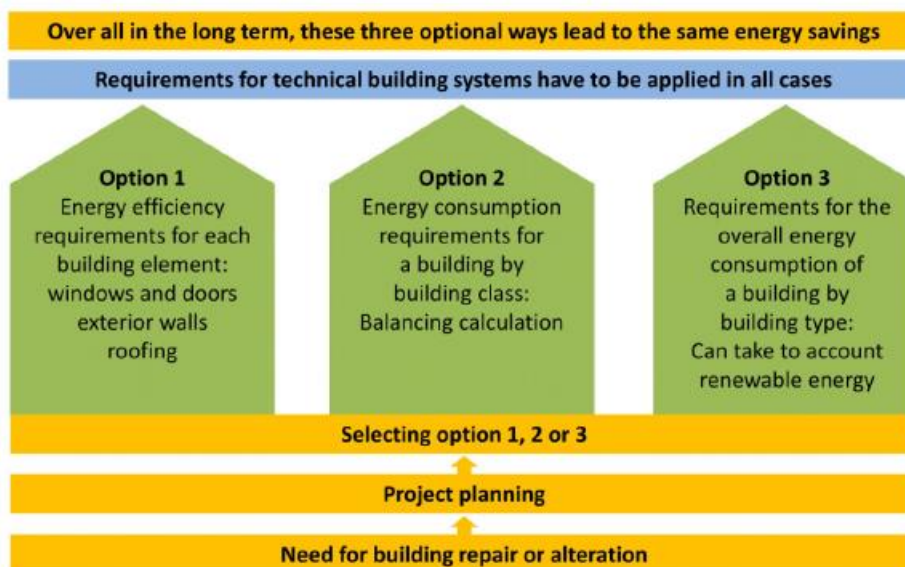 Over all in the long term, these three optional ways lead to the same energy savings
Requirements for technical building systems have to be applied in all cases
Option 1
Energy efficiency
requirements for each
building element:
windows and doors
exterior walls
roofing
Option 2
Energy consumption
requirements for
a building by
building class:
Balancing calculation
Option 3
Requirements for the
overall energy
consumption of
a building by
building type:
Can take to account
renewable energy
Selecting option 1, 2 or 3
Project planning
Need for building repair or alteration